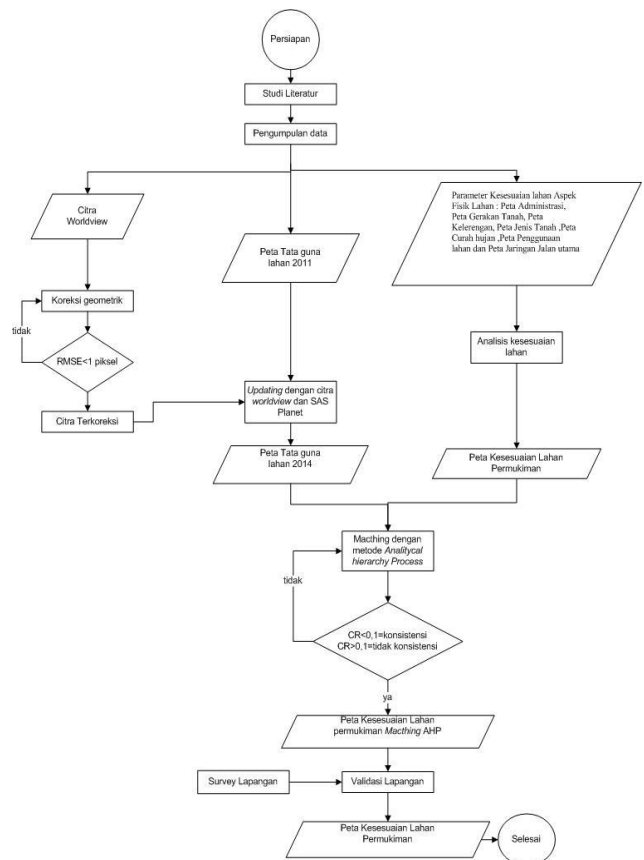 Persiapan
Studi Literatur
Pengumpulan data
Citra
Worldview
Peta Tata guna
lahan 2011
Parameter Kesesuaian lahan Aspek
Fisik Lahan : Peta Administrasi,
Peta Gerakan Tanah, Peta
Kelerengan, Peta Jenis Tanah ,Peta
Curah hujan ,Peta Penggunaan
lahan dan Peta Jaringan Jalan utama
Koreksi geometrik
tidak
RMSE<1 piksel
Citra Terkoreksi
Updating dengan citra
worldview dan SAS
Planet
Analisis kesesuaian
lahan
Peta Tata guna
lahan 2014
Peta Kesesuaian Lahan
Permukiman
Macthing dengan
metode Analitycal
hierarchy Process
tidak
CR<0,1=konsistensi
CR>0,1=tidak konsistensi
ya
Peta Kesesuaian Lahan
permukiman Macthing AHP
Survey Lapangan
Validasi Lapangan
Peta Kesesuaian Lahan
Permukiman
Selesai